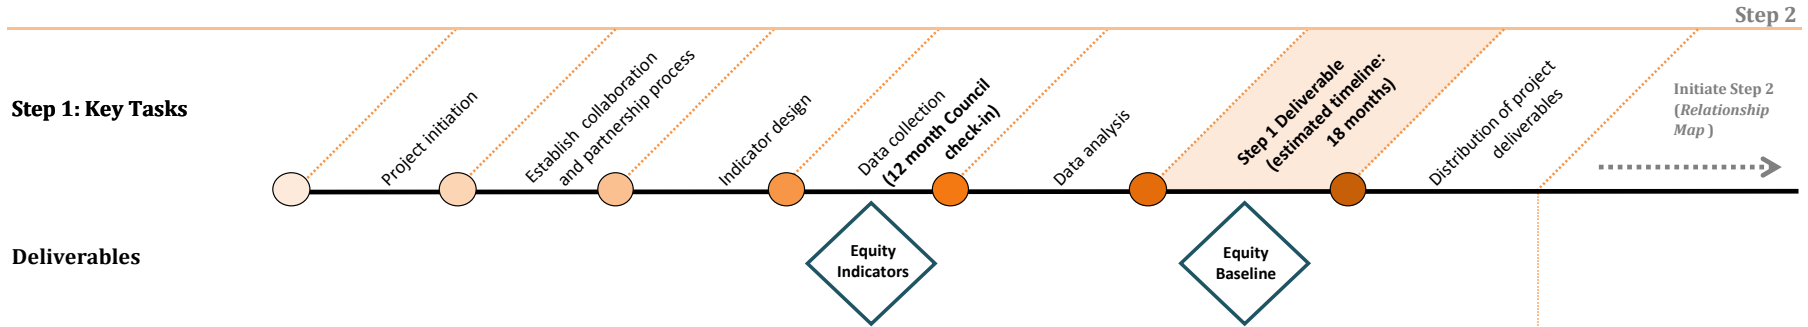 Step 2
Step 1: Key Tasks
Project initiation
Establish collaboration
and partnership process
Indicator design
Data collection
(12 month Council
check-in)
Data analysis
Step 1 Deliverable
(estimated timeline:
18 months)
Distribution of project
deliverables
Initiate Step 2
(Relationship
Map )
Deliverables
Equity
Indicators
Equity
Baseline